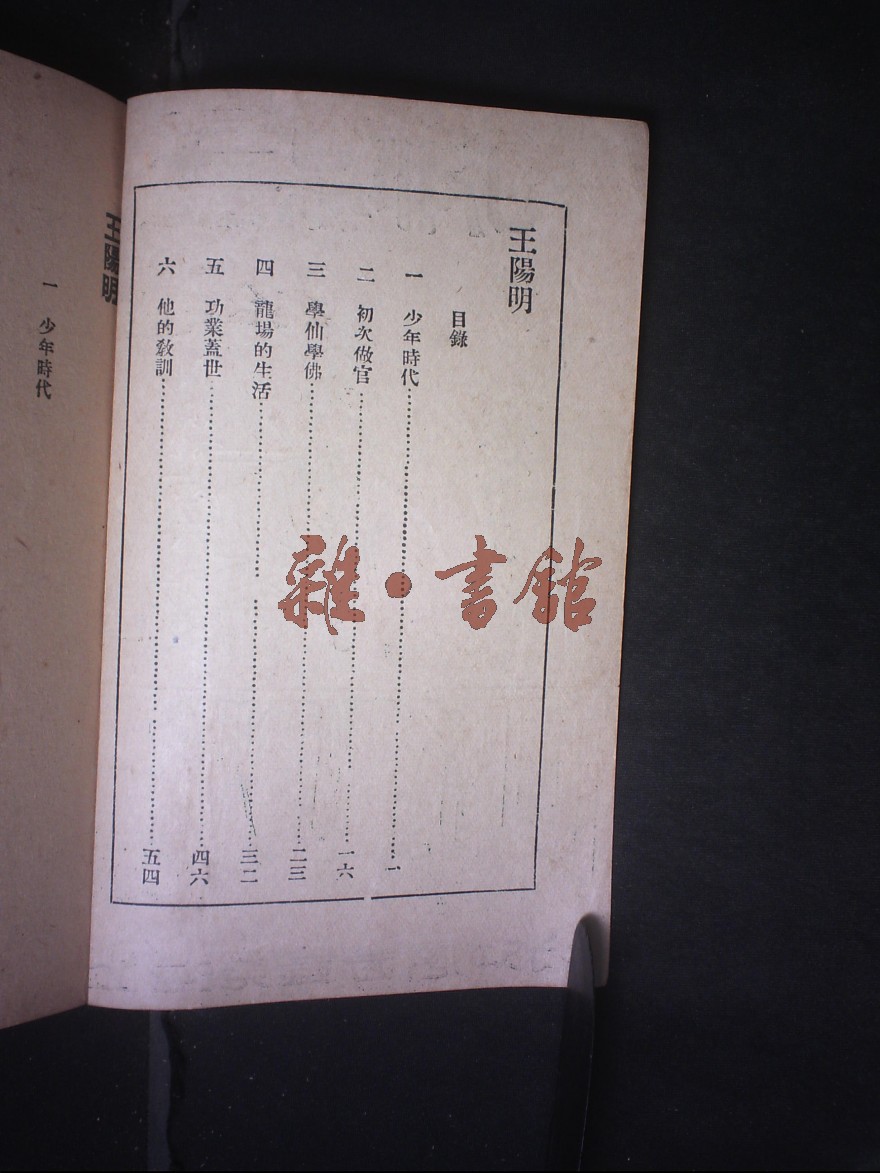 王陽明
目錄
一 少年時代……一
二 初次做官……一六
三 學仙學佛……二三
四 龍場的生活……三二
五 功業蓋世……四六
六 他的教訓……五四
王陽明
一 少年時代
雜·書館